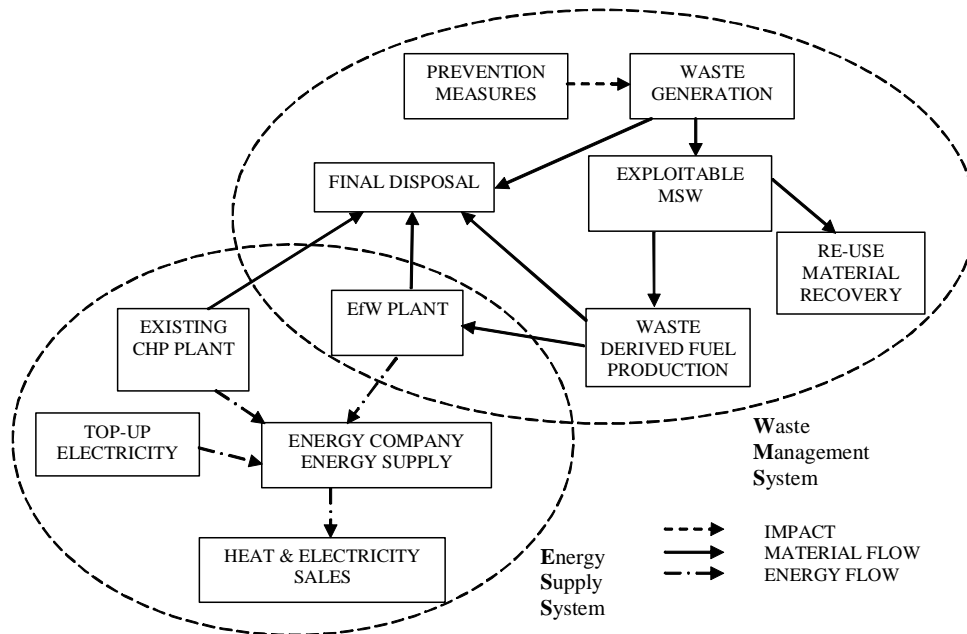 PREVENTION
MEASURES
WASTE
GENERATION
FINAL DISPOSAL
EXPLOITABLE
MSW
RE-USE
MATERIAL
RECOVERY
EfW PLANT
EXISTING
CHP PLANT
WASTE
DERIVED FUEL
PRODUCTION
TOP-UP
ELECTRICITY
ENERGY COMPANY
ENERGY SUPPLY
HEAT & ELECTRICITY
SALES
Waste
Management
System
Energy
Supply
System
IMPACT
MATERIAL FLOW
ENERGY FLOW